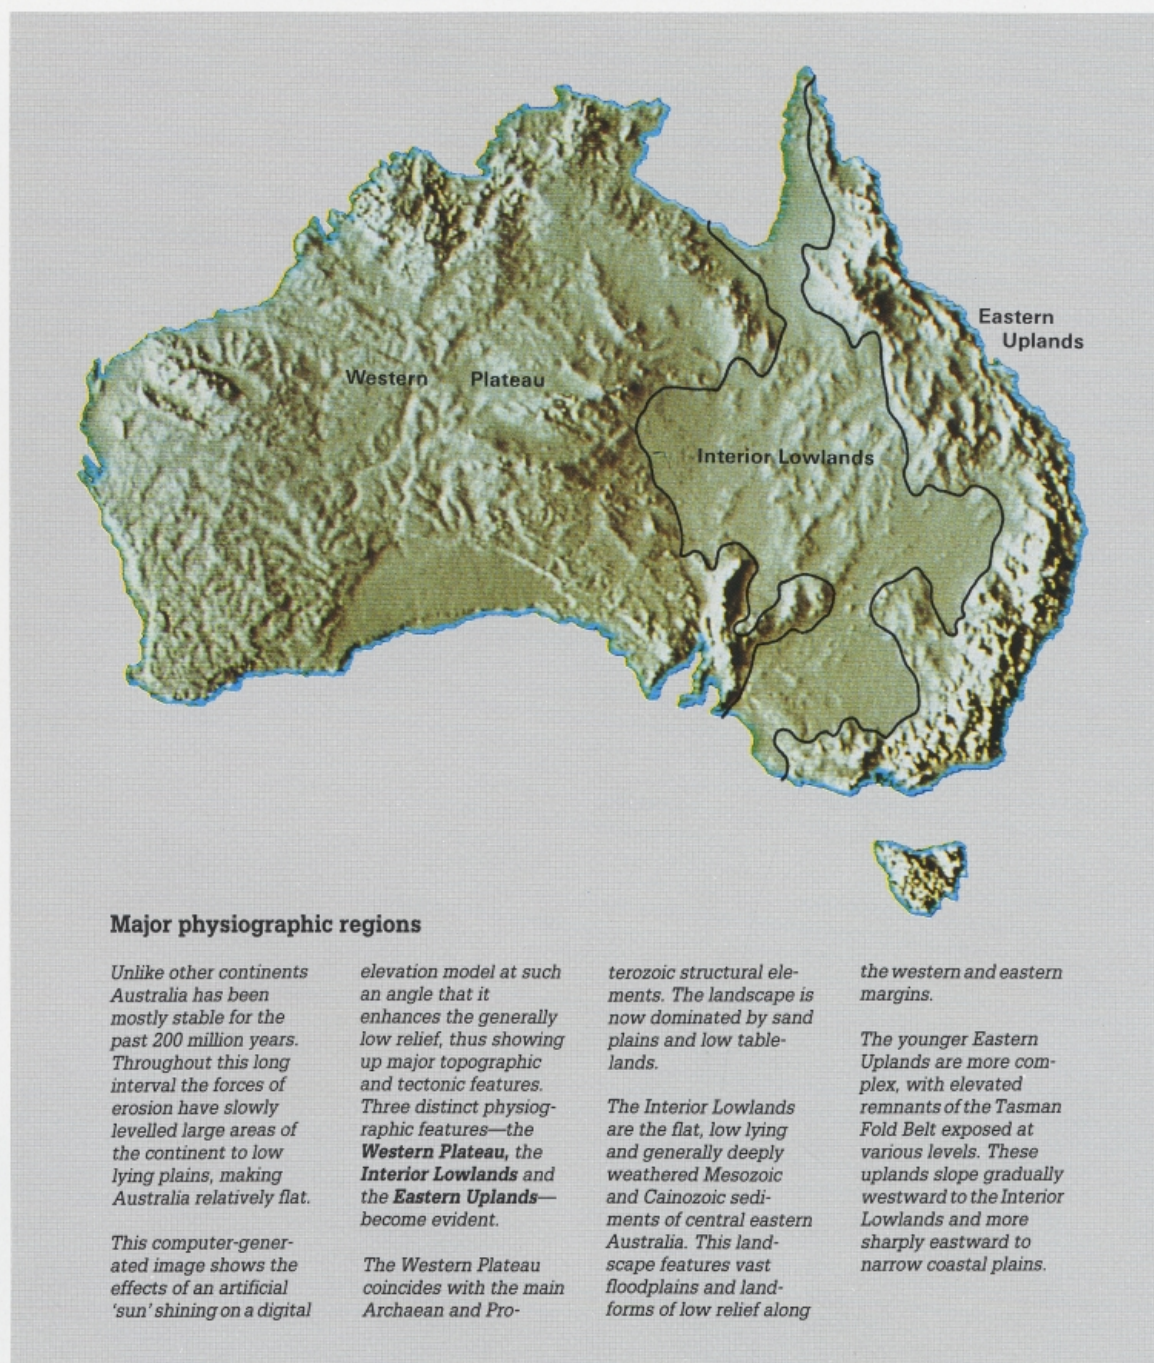 Eastern
Uplands
Western Plateau
Interior Lowlands
Major physiographic regions
Unlike other continents
Australia has been
mostly stable for the
past 200 million years.
Throughout this long
interval the forces of
erosion have slowly
levelled large areas of
the continent to low
lying plains, making
Australia relatively flat.
This computer-gener-
ated image shows the
effects of an artificial
‘sun’ shining on a digital
elevation model at such
an angle that it
enhances the generally
low relief, thus showing
up major topographic
and tectonic features.
Three distinct physiog-
raphic features—the
Western Plateau, the
Interior Lowlands and
the Eastern Uplands—
become evident.
The Western Plateau
coincides with the main
Archaean and Pro-
terozoic structural ele-
ments. The landscape is
now dominated by sand
plains and low table-
lands.
The Interior Lowlands
are the flat, low lying
and generally deeply
weathered Mesozoic
and Cainozoic sedi-
ments of central eastern
Australia. This land-
scape features vast
floodplains and land-
forms of low relief along
the western and eastern
margins.
The younger Eastern
Uplands are more com-
plex, with elevated
remnants of the Tasman
Fold Belt exposed at
various levels. These
uplands slope gradually
westward to the Interior
Lowlands and more
sharply eastward to
narrow coastal plains.